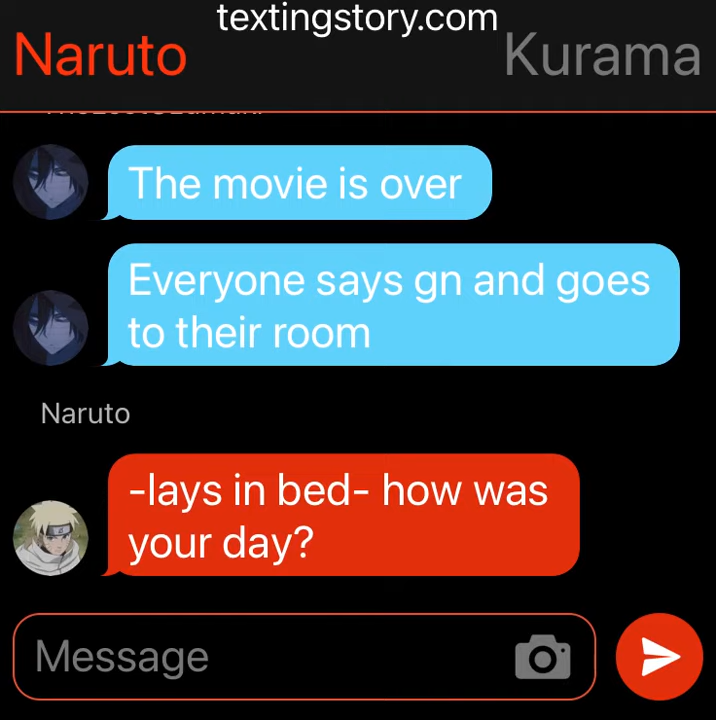 textingstory.com
Naruto
Kurama
The movie is over
Everyone says gn and goes
to their room
Naruto
-lays in bed- how was
your day?
Message